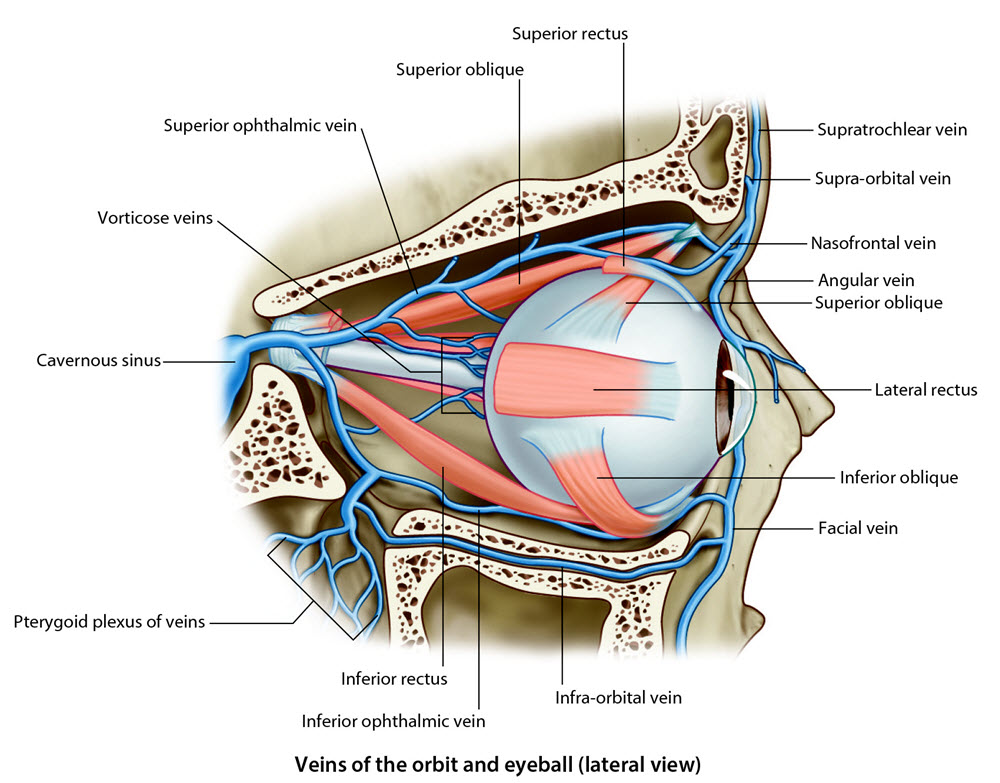 Superior rectus
Superior oblique
Superior ophthalmic vein
Supratrochlear vein
Supra-orbital vein
Vorticose veins
Nasofrontal vein
Angular vein
Superior oblique
Cavernous sinus
Lateral rectus
Inferior oblique
Facial vein
Pterygoid plexus of veins
Inferior rectus
Infra-orbital vein
Inferior ophthalmic vein
Veins of the orbit and eyeball (lateral view)